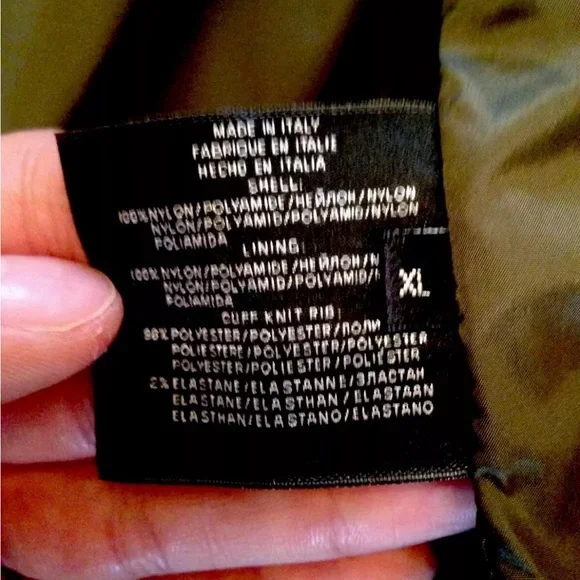 MADE IN ITALY
FABRIQUE EN ITALIE
HECHO EN ITALIA
SHELL:
100%NYLON/POLYAMIDE/НЕЙЛОН/NYLON
NYLON/POLYAMID/POLYAMID/NYLON
POLIAMIDA
LINING:
100% NYLON/POLYAMIDE/НЕЙЛОН/N
NYLON/POLYAMID/POLYAMID/
POLIAMIDA
XL
CUFF KNIT RIB:
98% POLYESTER/POLYESTER/ПОЛИ
POLIESTERE/POLYESTER/POLYESTER
POLYESTER/POLIESTER/POLIESTER
2% ELASTANE/ELASTANNE/ЭЛАСТАН
ELASTANE/ELASTHAN/ELASTAAN
ELASTHAN/ELASTANO/ELASTANO